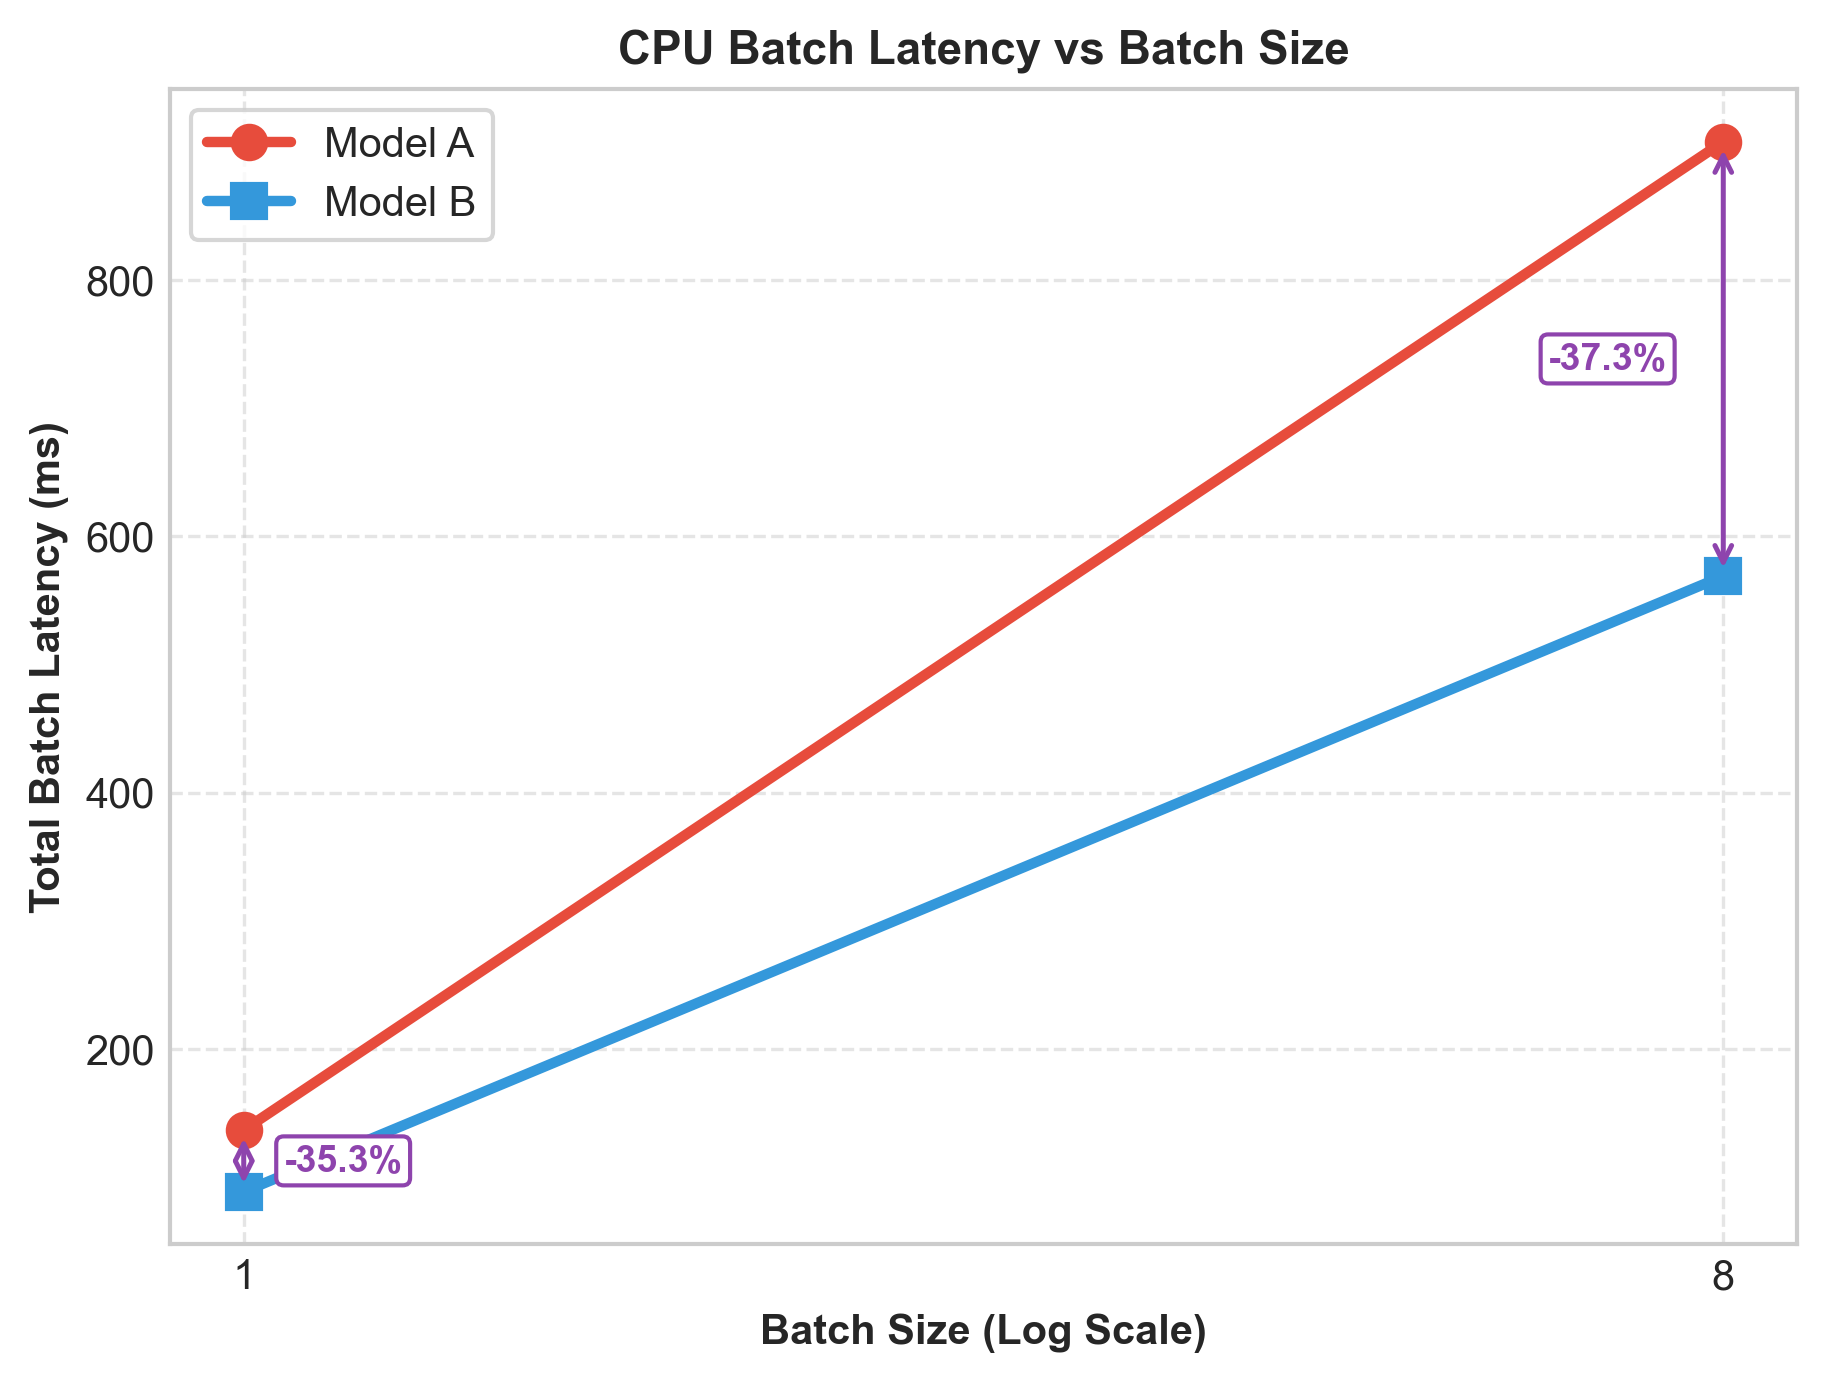 CPU Batch Latency vs Batch Size
Model A
Model B
800
600
400
200
Total Batch Latency (ms)
-37.3%
-35.3%
1
8
Batch Size (Log Scale)